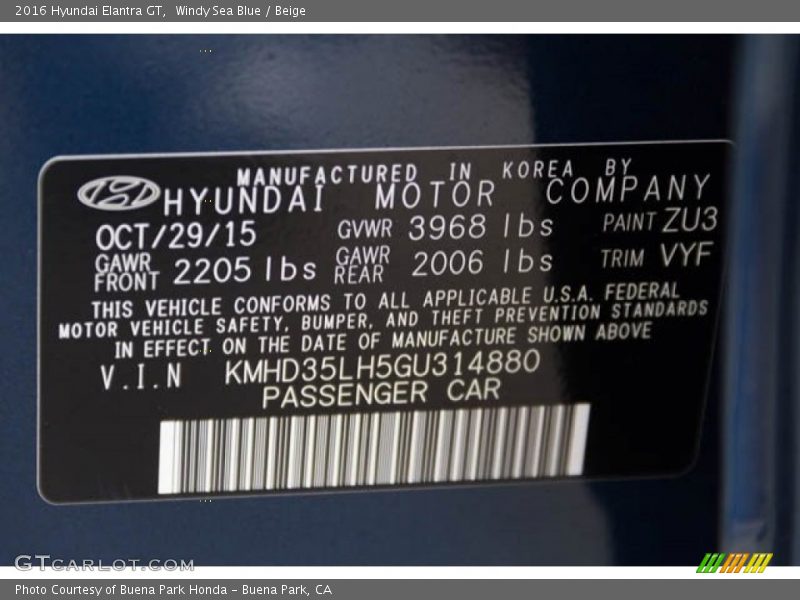 2016 Hyundai Elantra GT,  Windy Sea Blue / Beige
MANUFACTURED IN KOREA BY
HYUNDAI MOTOR COMPANY
OCT/29/15 GVWR 3968 lbs PAINT ZU3
GAWR FRONT 2205 lbs GAWR REAR 2006 lbs TRIM VYF
THIS VEHICLE CONFORMS TO ALL APPLICABLE U.S.A. FEDERAL
MOTOR VEHICLE SAFETY, BUMPER, AND THEFT PREVENTION STANDARDS
IN EFFECT ON THE DATE OF MANUFACTURE SHOWN ABOVE
V.I.N KMHD35LH5GU314880
PASSENGER CAR
GTCARLOT.COM
Photo Courtesy of Buena Park Honda - Buena Park, CA